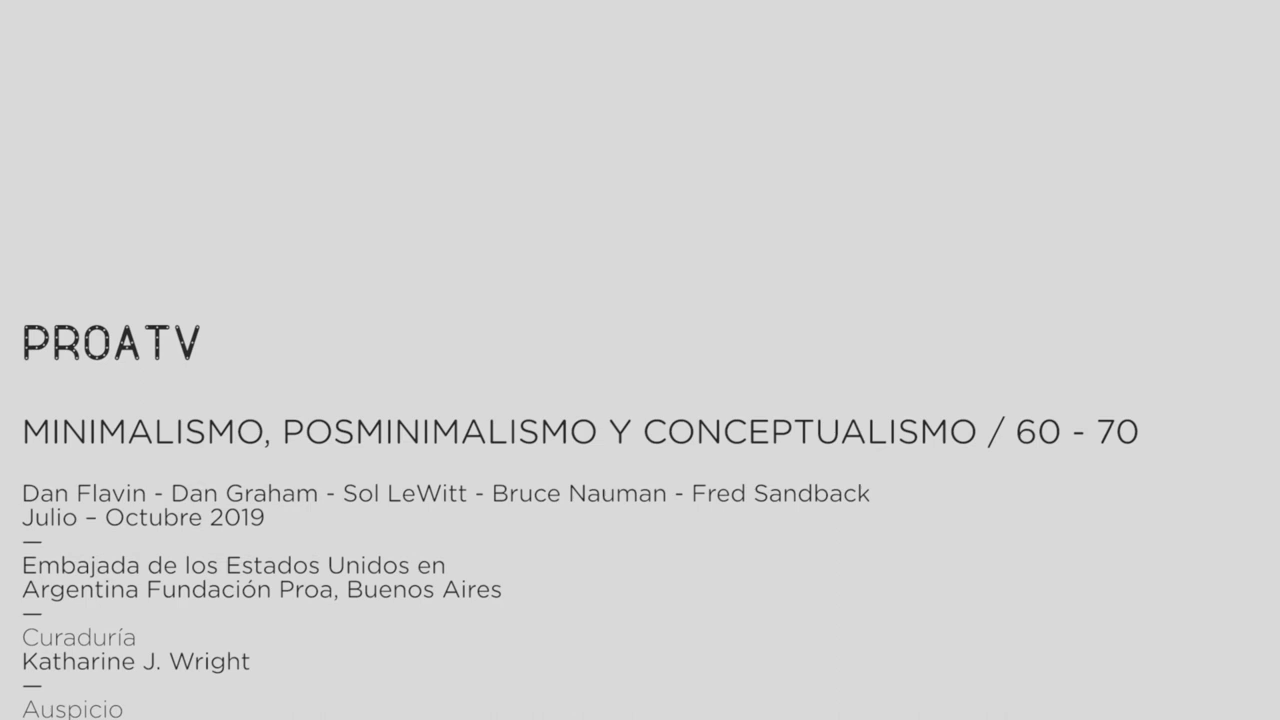 PROATV
MINIMALISMO, POSMINIMALISMO Y CONCEPTUALISMO / 60 - 70
Dan Flavin - Dan Graham - Sol LeWitt - Bruce Nauman - Fred Sandback
Julio – Octubre 2019
—
Embajada de los Estados Unidos en
Argentina Fundación Proa, Buenos Aires
—
Curaduría
Katharine J. Wright
—
Auspicio